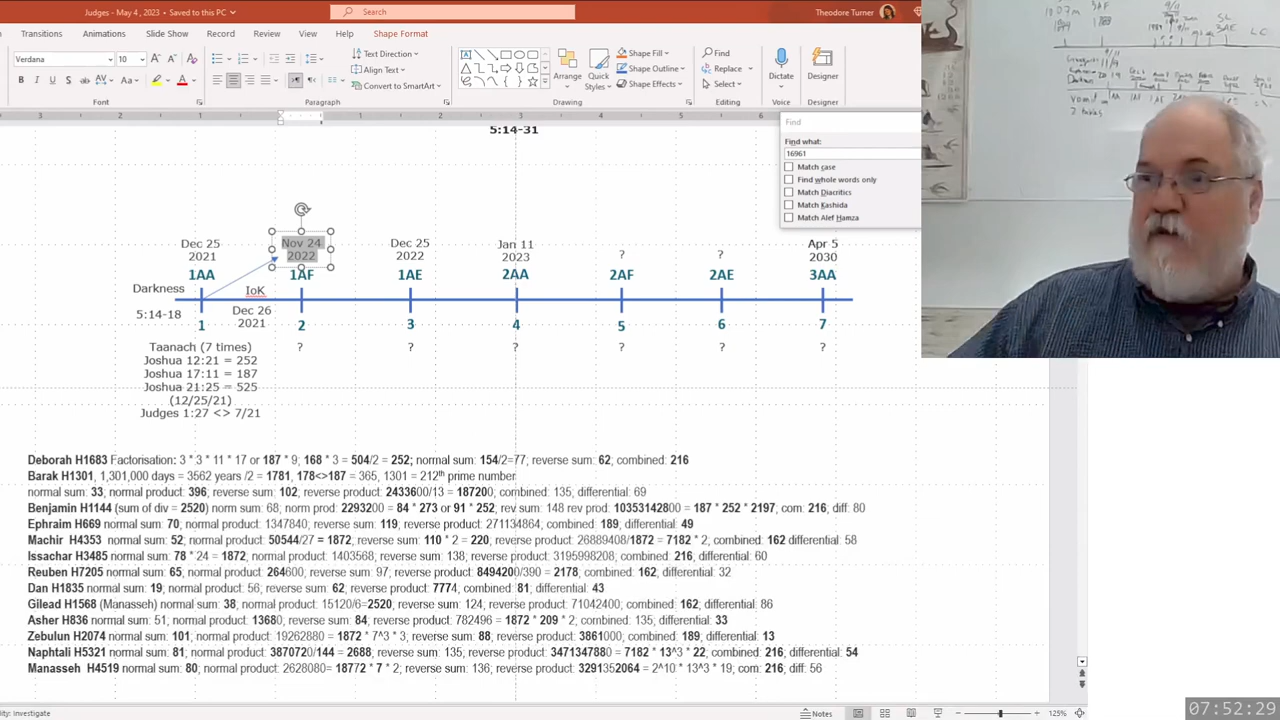 Judges - May 4, 2023 • Saved to this PC
Search
Theodore Turner
Transitions Animations Slide Show Record Review View Help Shape Format
Verdana 10
Text Direction
Align Text
Convert to SmartArt
Arrange
Quick Styles
Shape Fill
Shape Outline
Shape Effects
Find
Replace
Select
Dictate
Designer
Font Paragraph Drawing Editing Voice Designer
5:14-31
Find
Find what:
16961
Match case
Find whole words only
Match Diacritics
Match Kashida
Match Alef Hamza
Dec 25 2021
Nov 24 2022
Dec 25 2022
Jan 11 2023
?
?
Apr 5 2030
1AA 1AF 1AE 2AA 2AF 2AE 3AA
Darkness
IoK
5:14-18
Dec 26 2021
1 2 3 4 5 6 7
Taanach (7 times) ? ? ? ? ? ?
Joshua 12:21 = 252
Joshua 17:11 = 187
Joshua 21:25 = 525
(12/25/21)
Judges 1:27 <> 7/21
Deborah H1683 Factorisation: 3 * 3 * 11 * 17 or 187 * 9; 168 * 3 = 504/2 = 252; normal sum: 154/2=77; reverse sum: 62, combined: 216
Barak H1301, 1,301,000 days = 3562 years /2 = 1781, 178<>187 = 365, 1301 = 212th prime number
normal sum: 33; normal product: 396, reverse sum: 102, reverse product: 2433600/13 = 187200; combined: 135, differential: 69
Benjamin H1144 (sum of div = 2520) norm sum: 68, norm prod: 2293200 = 84 * 273 or 91 * 252, rev sum: 148 rev prod: 10353142800 = 187 * 252 * 2197, com: 216, diff: 80
Ephraim H669 normal sum: 70, normal product: 1347840; reverse sum: 119, reverse product: 271134864, combined: 189, differential: 49
Machir H4353 normal sum: 52; normal product: 50544/27 = 1872, reverse sum: 110 * 2 = 220, reverse product: 26889408/1872 = 7182 * 2; combined: 162 differential: 58
Issachar H3485 normal sum: 78 * 24 = 1872, normal product: 1403568, reverse sum: 138, reverse product: 3195998208, combined: 216, differential: 60
Reuben H7205 normal sum: 65, normal product: 264600, reverse sum: 97, reverse product: 849420/390 = 2178, combined: 162, differential: 32
Dan H1835 normal sum: 19, normal product: 56, reverse sum: 62, reverse product: 7774, combined: 81, differential: 43
Gilead H1568 (Manasseh) normal sum: 38, normal product: 15120/6=2520, reverse sum: 124, reverse product: 71042400, combined: 162, differential: 86
Asher H836 normal sum: 51, normal product: 13680, reverse sum: 84, reverse product: 782496 = 1872 * 209 * 2, combined: 135, differential: 33
Zebulun H2074 normal sum: 101, normal product: 19262880 = 1872 * 7^3 * 3, reverse sum: 88, reverse product: 3861000; combined: 189, differential: 13
Naphtali H5321 normal sum: 81, normal product: 3870720/144 = 2688, reverse sum: 135, reverse product: 3471347880 = 7182 * 13^3 * 22, combined: 216, differential: 54
Manasseh H4519 normal sum: 80, normal product: 2628080= 18772 * 7 * 2, reverse sum: 136, reverse product: 3291352064 = 2^10 * 13^3 * 19, com: 216, diff: 56
ility: Investigate
Notes
125%
07:52:29